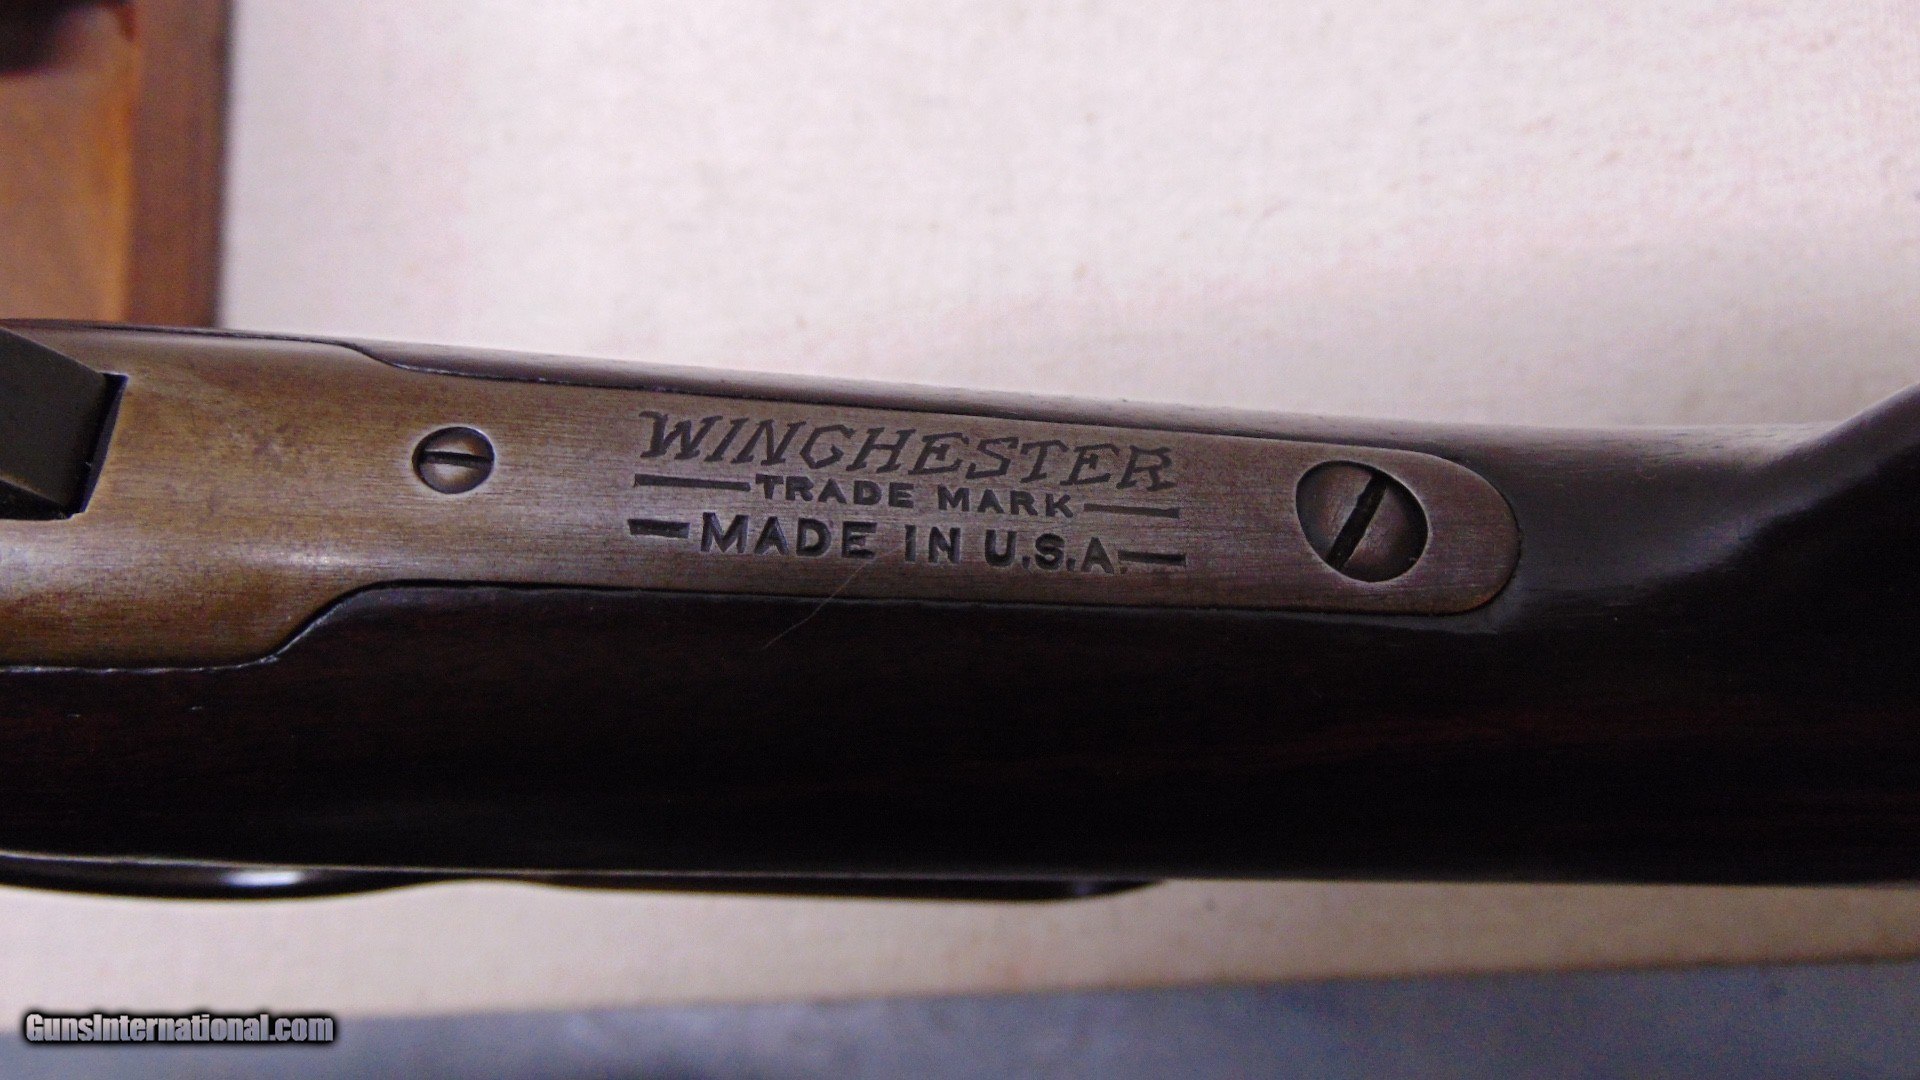 WINCHESTER
TRADE MARK
MADE IN U.S.A.
GunsInternational.com